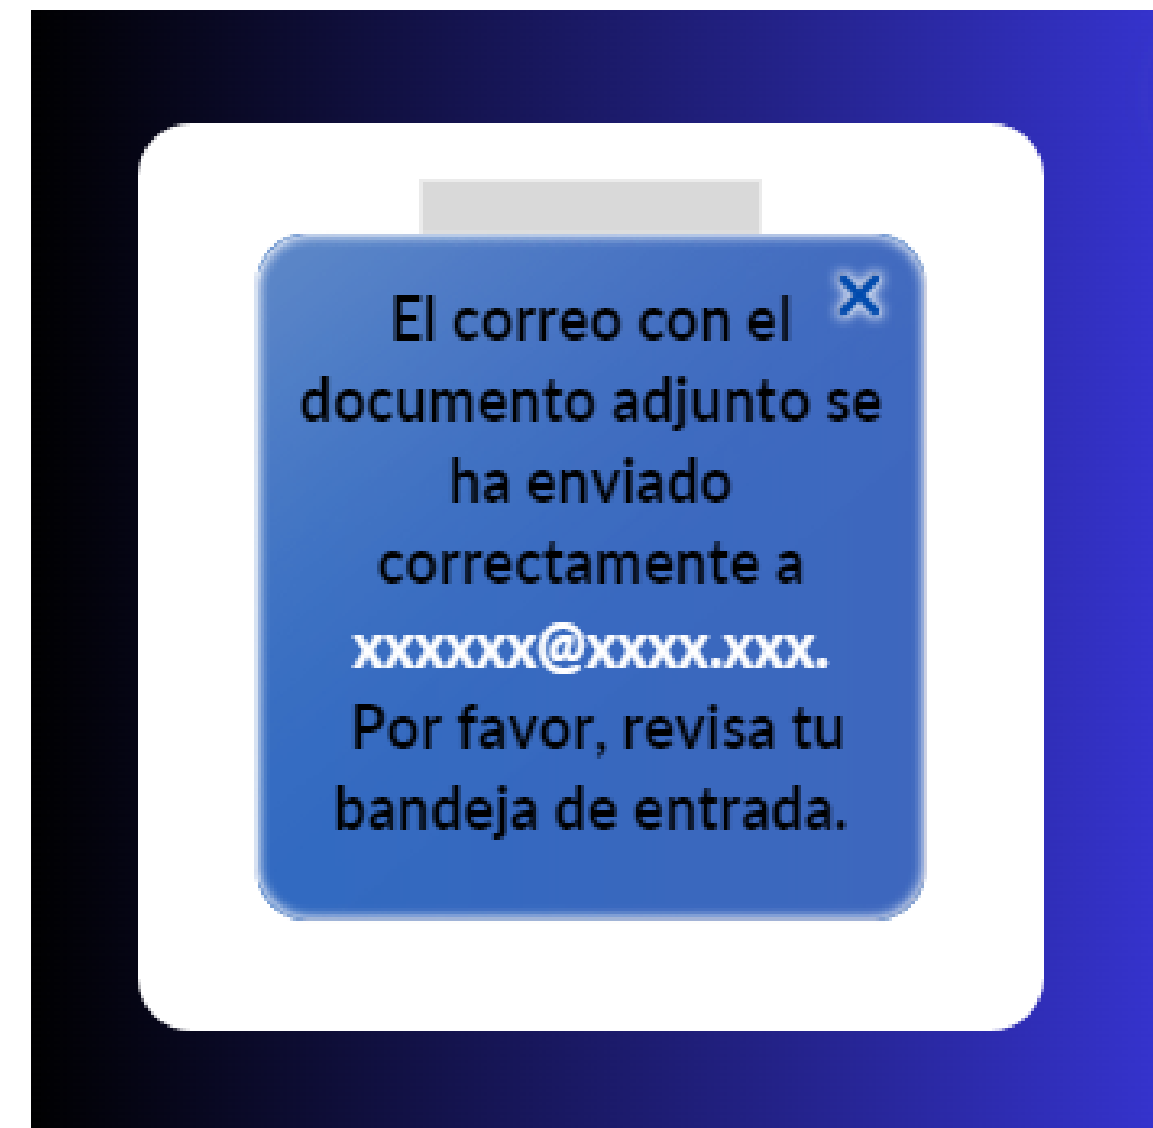 El correo con el
documento adjunto se
ha enviado
correctamente a
xxxxxx@xxxx.xxx.
Por favor, revisa tu
bandeja de entrada.